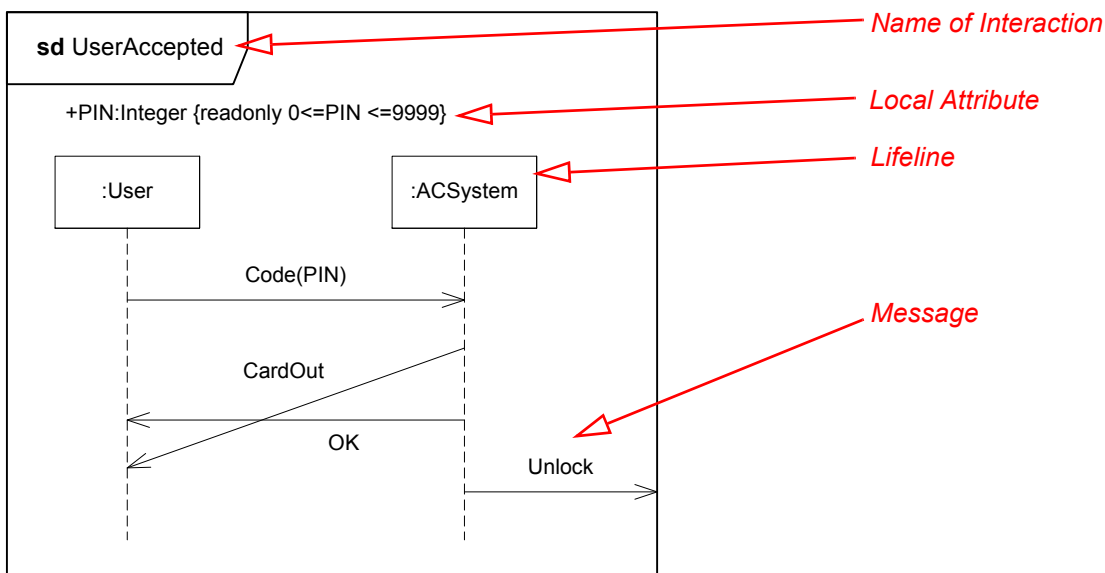 sd UserAccepted
Name of Interaction
+PIN:Integer {readonly 0<=PIN <=9999}
Local Attribute
Lifeline
:User
:ACSystem
Code(PIN)
Message
CardOut
OK
Unlock